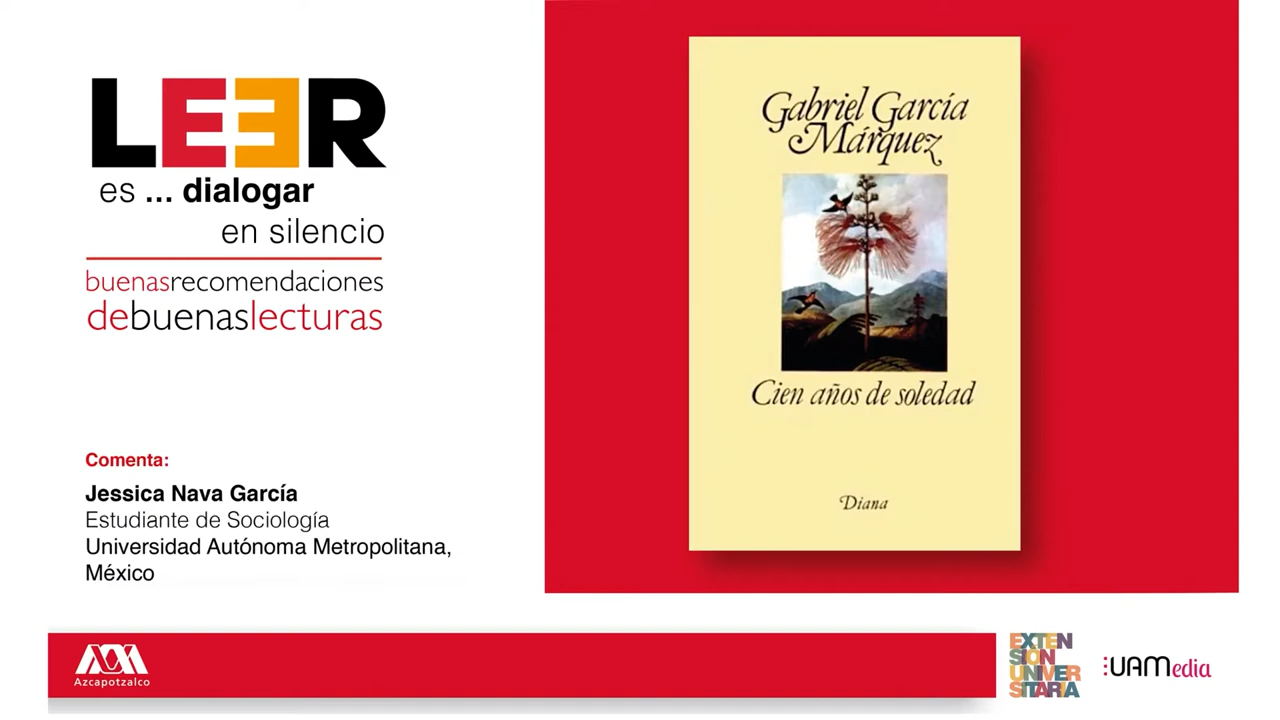 LEER
es ... dialogar
en silencio
buenasrecomendaciones
debuenaslecturas
Comenta:
Jessica Nava García
Estudiante de Sociología
Universidad Autónoma Metropolitana,
México
Gabriel García
Márquez
Cien años de soledad
Diana
Azcapotzalco
EXTEN
SIÓN
UNIVER
SITARIA
UAMedia